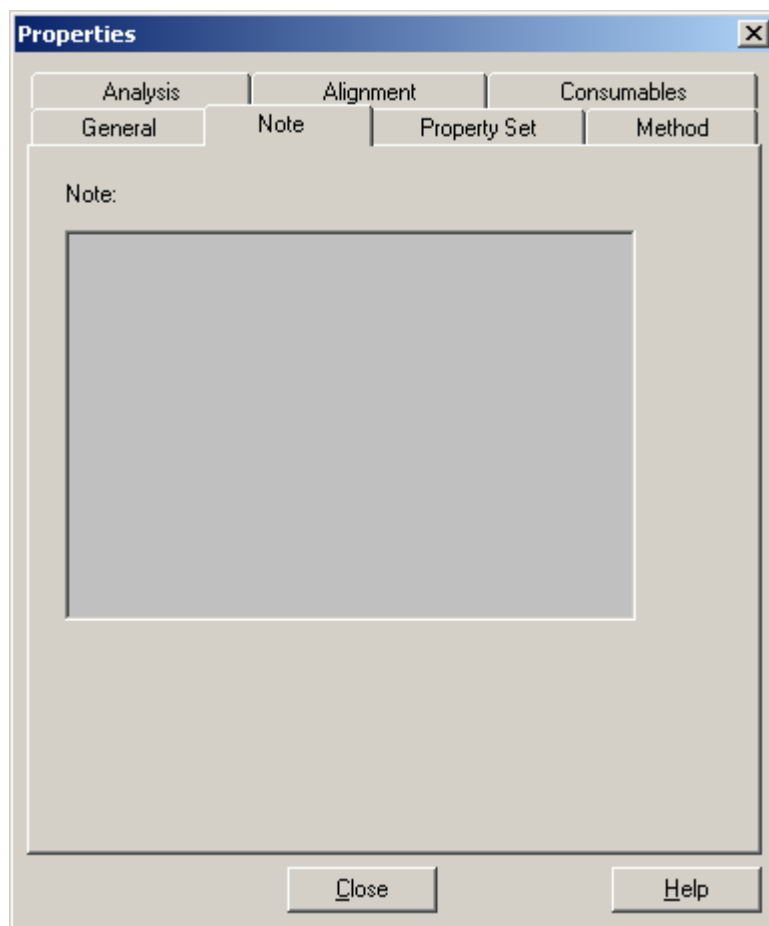 Properties
Analysis Alignment Consumables
General Note Property Set Method
Note:
Close Help